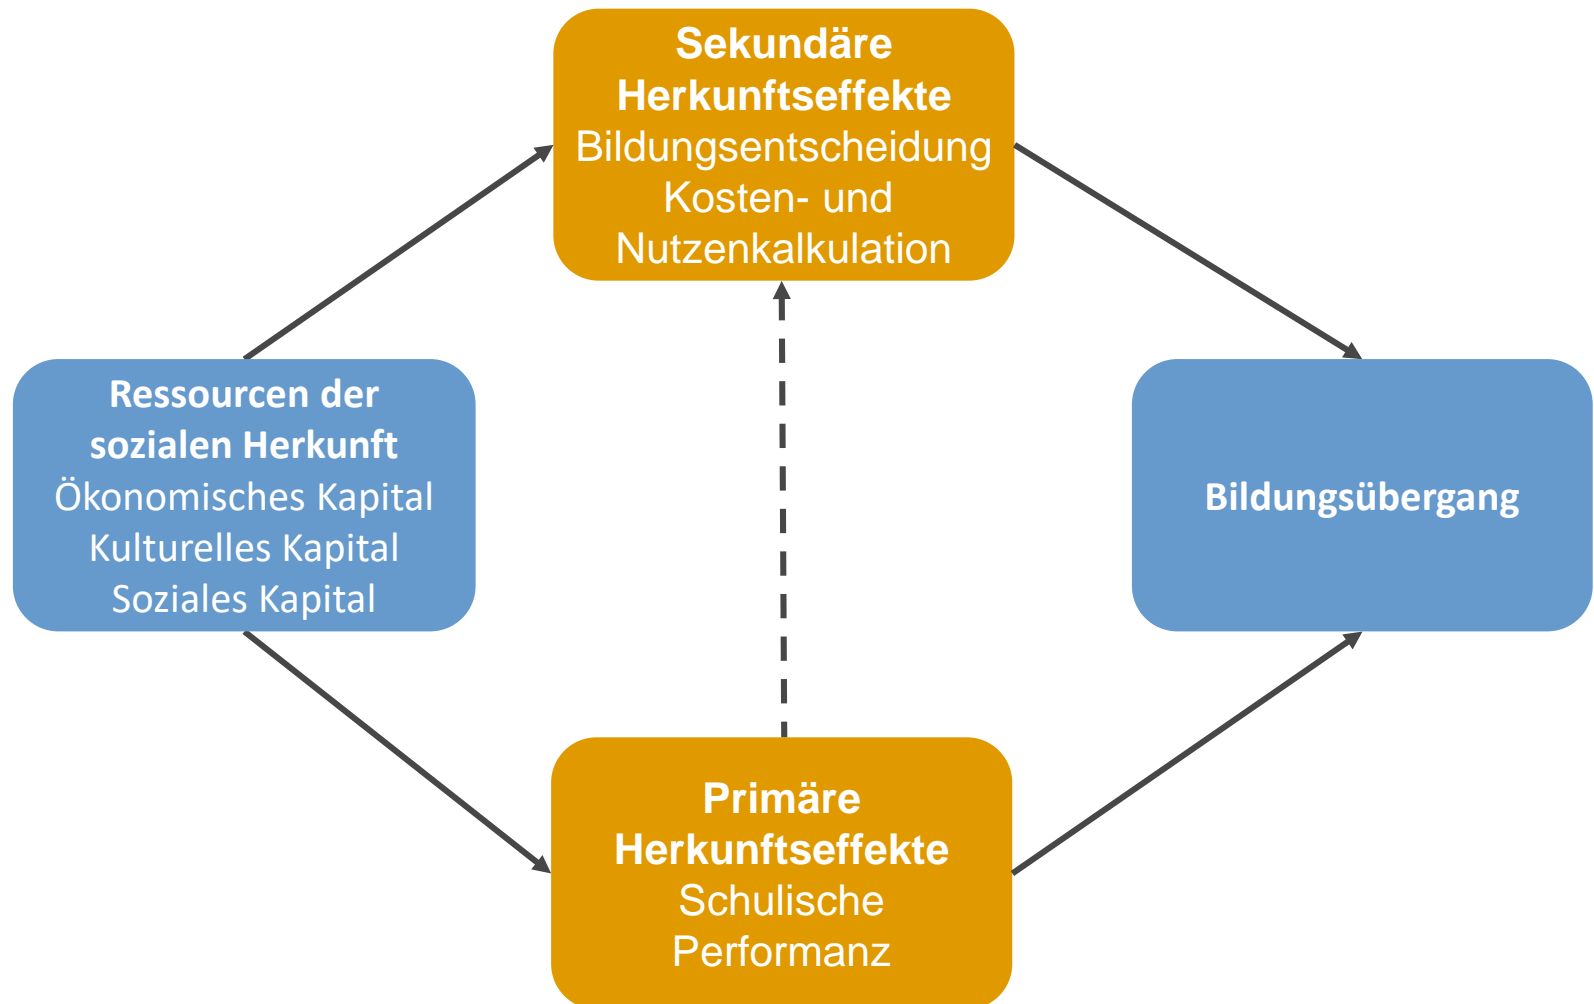 Sekundäre
Herkunftseffekte
Bildungsentscheidung
Kosten- und
Nutzenkalkulation
Ressourcen der
sozialen Herkunft
Ökonomisches Kapital
Kulturelles Kapital
Soziales Kapital
Bildungsübergang
Primäre
Herkunftseffekte
Schulische
Performanz